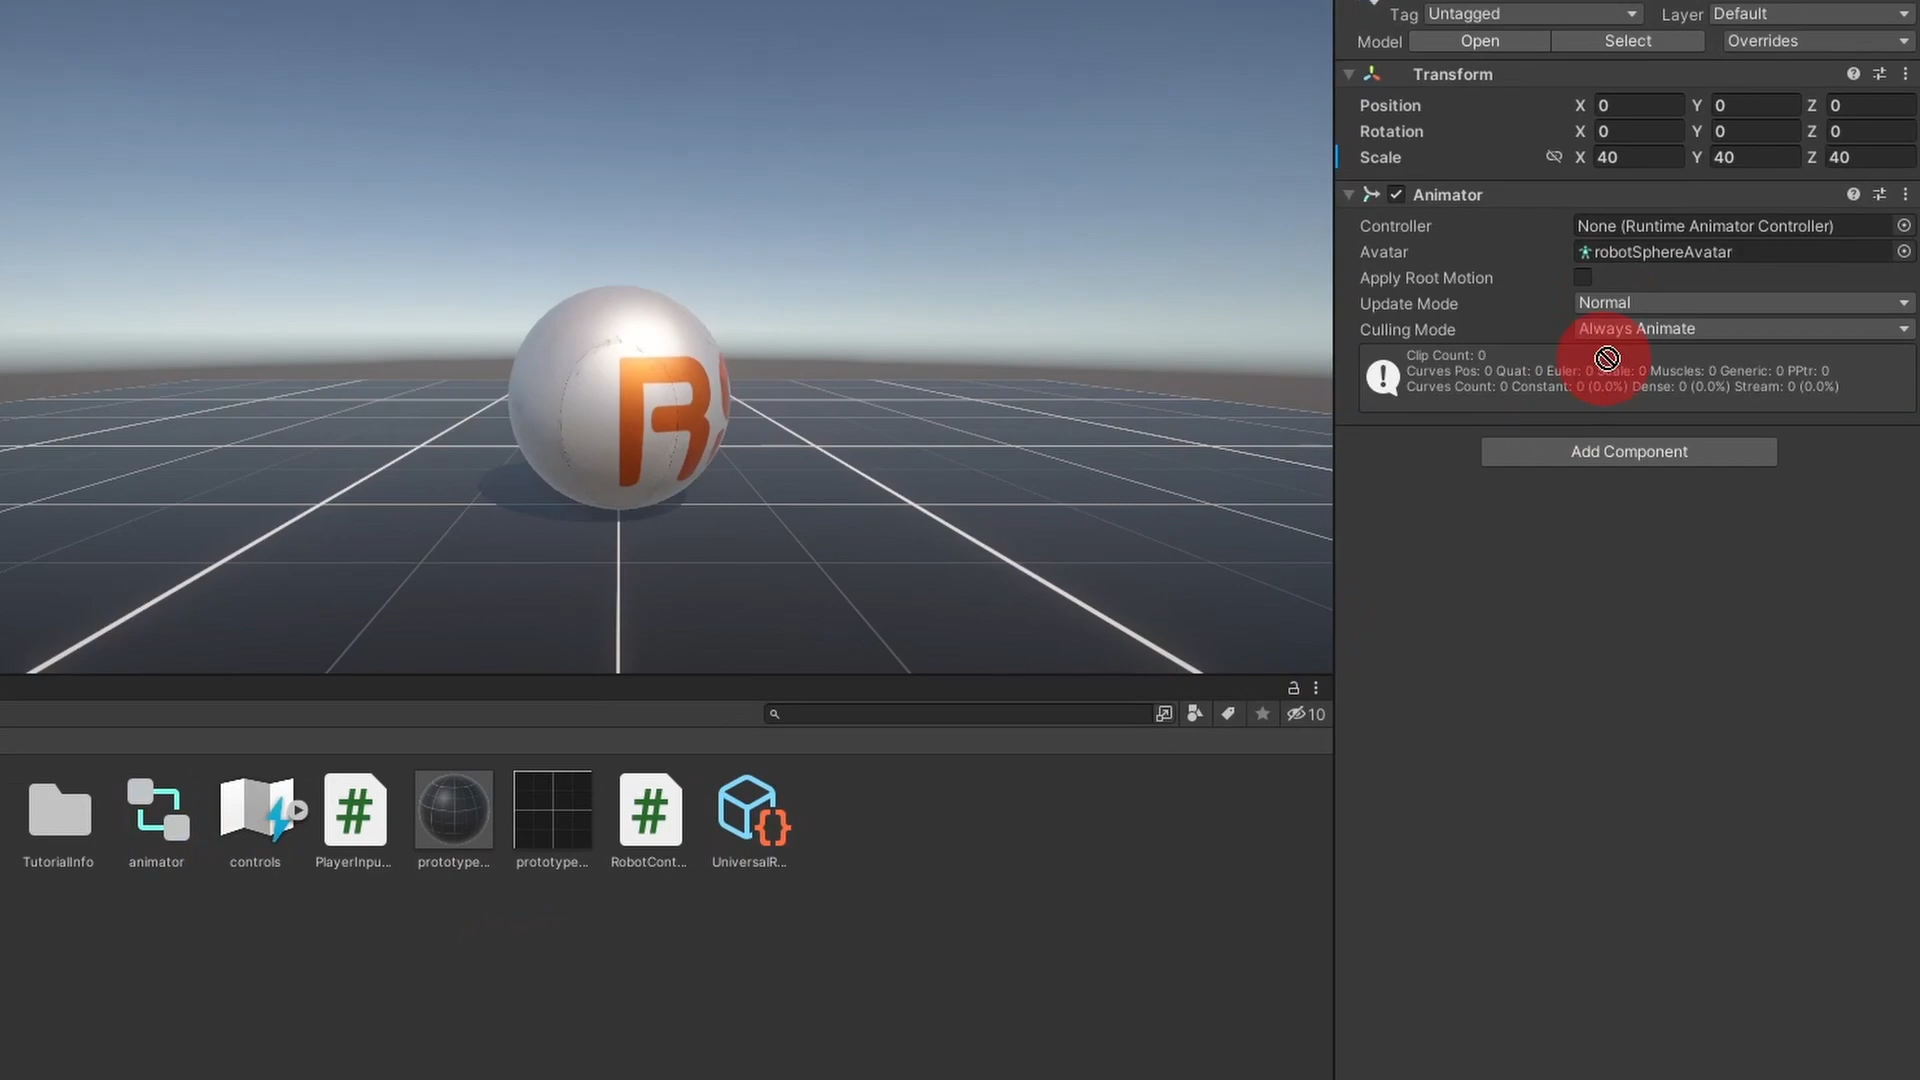 Tag Untagged Layer Default
Model Open Select Overrides
Transform
Position X 0 Y 0 Z 0
Rotation X 0 Y 0 Z 0
Scale X 40 Y 40 Z 40
Animator
Controller None (Runtime Animator Controller)
Avatar robotSphereAvatar
Apply Root Motion
Update Mode Normal
Culling Mode Always Animate
Clip Count: 0
Curves Pos: 0 Quat: 0 Euler: 0 Scale: 0 Muscles: 0 Generic: 0 PPtr: 0
Curves Count: 0 Constant: 0 (0.0%) Dense: 0 (0.0%) Stream: 0 (0.0%)
Add Component
R
10
TutorialInfo animator controls PlayerInpu... prototype... prototype... RobotCont... UniversalR...